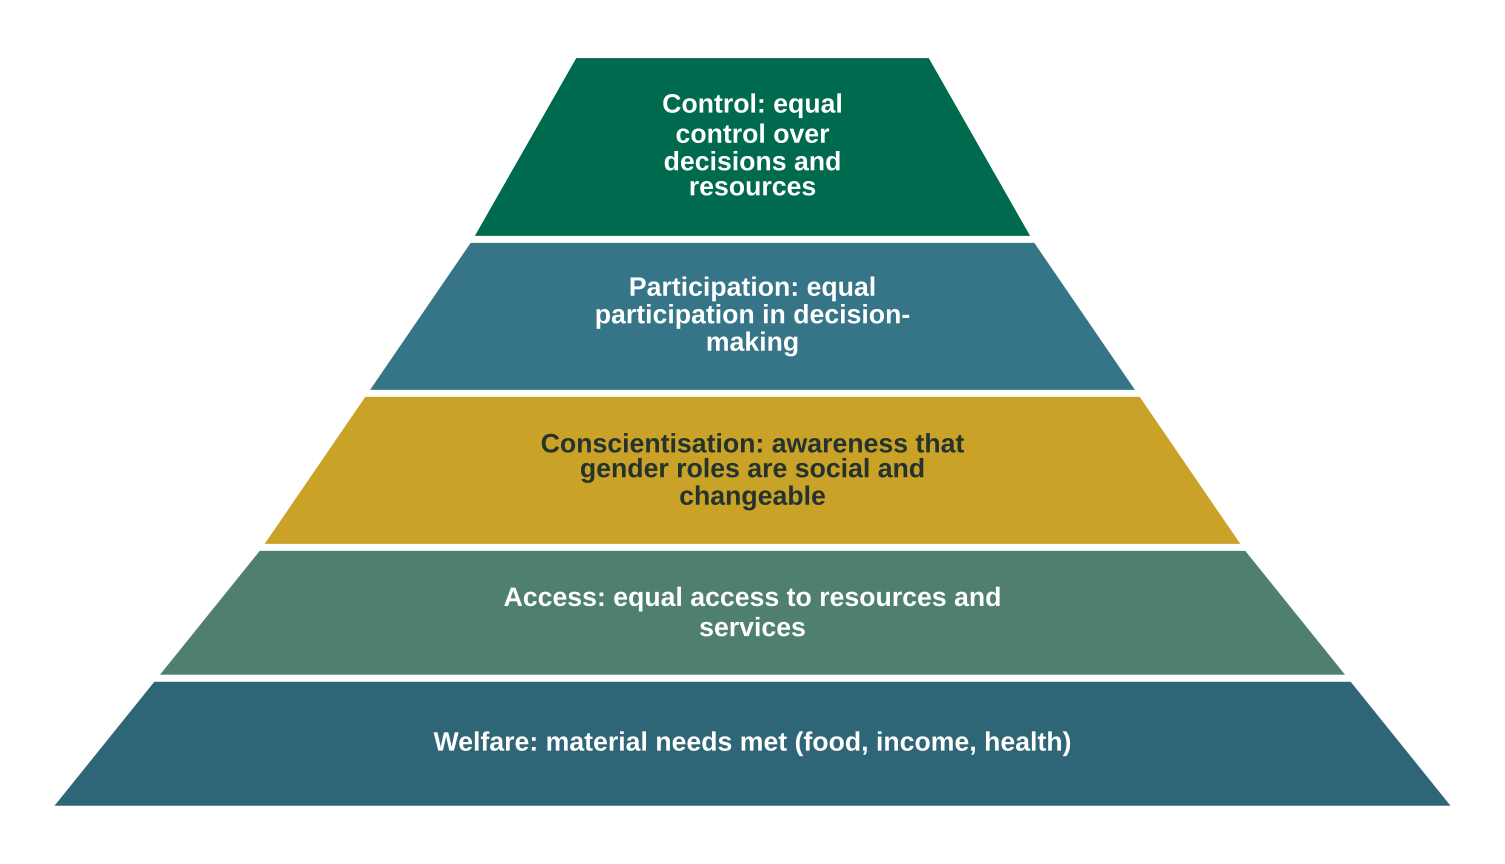 Control: equal
control over
decisions and
resources
Participation: equal
participation in decision-
making
Conscientisation: awareness that
gender roles are social and
changeable
Access: equal access to resources and
services
Welfare: material needs met (food, income, health)